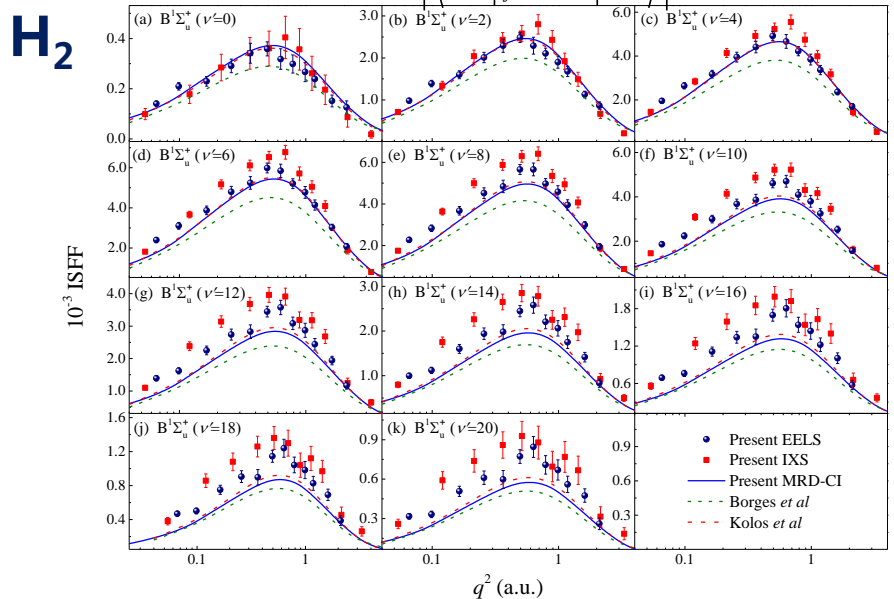 H₂
(a) B¹Σᵤ⁺ (ν'=0)
(b) B¹Σᵤ⁺ (ν'=2)
(c) B¹Σᵤ⁺ (ν'=4)
0.4
0.2
0.0
3.0
2.0
1.0
6.0
4.0
2.0
(d) B¹Σᵤ⁺ (ν'=6)
(e) B¹Σᵤ⁺ (ν'=8)
(f) B¹Σᵤ⁺ (ν'=10)
6.0
4.0
2.0
6.0
4.0
2.0
6.0
4.0
2.0
10⁻³ ISFF
(g) B¹Σᵤ⁺ (ν'=12)
(h) B¹Σᵤ⁺ (ν'=14)
(i) B¹Σᵤ⁺ (ν'=16)
4.0
3.0
2.0
1.0
3.0
2.0
1.0
1.8
1.2
0.6
(j) B¹Σᵤ⁺ (ν'=18)
(k) B¹Σᵤ⁺ (ν'=20)
1.2
0.8
0.4
0.9
0.6
0.3
0.9
0.6
0.3
Present EELS
Present IXS
Present MRD-CI
Borges et al
Kolos et al
0.1 1
0.1 1
0.1 1
q² (a.u.)